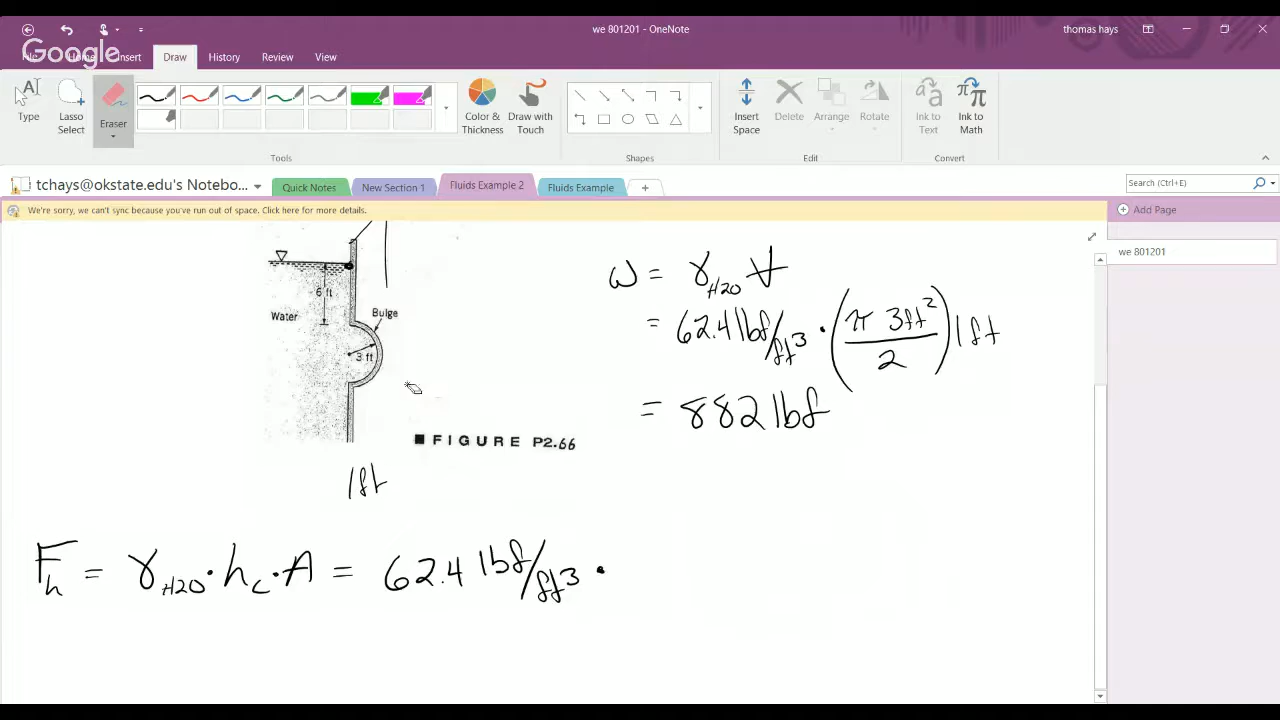 we 801201 - OneNote
thomas hays
Google
File Home Insert Draw History Review View
Type
Lasso Select
Eraser
Color & Thickness
Draw with Touch
Insert Space
Delete
Arrange
Rotate
Ink to Text
Ink to Math
Tools
Shapes
Edit
Convert
tchays@okstate.edu's Notebo...
Quick Notes
New Section 1
Fluids Example 2
Fluids Example
+
Search (Ctrl+E)
We're sorry, we can't sync because you've run out of space. Click here for more details.
Add Page
we 801201
6 ft
Water
Bulge
3 ft
■ FIGURE P2.66
1ft
W = γH2O V
= 62.4 lbf/ft³ · (π 3ft² / 2) 1ft
= 882 lbf
Fh = γH2O · hc · A = 62.4 lbf/ft³ ·